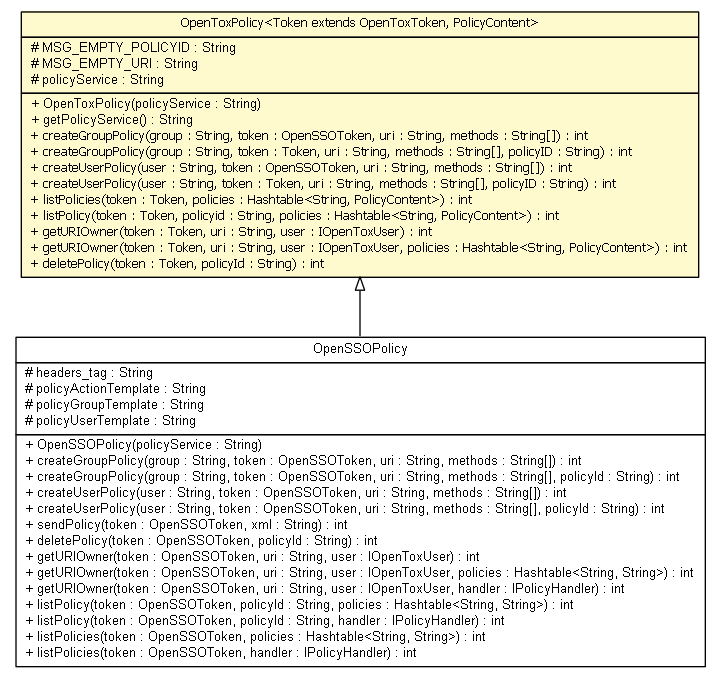 OpenToxPolicy<Token extends OpenToxToken, PolicyContent>
# MSG_EMPTY_POLICYID : String
# MSG_EMPTY_URI : String
# policyService : String
+ OpenToxPolicy(policyService : String)
+ getPolicyService() : String
+ createGroupPolicy(group : String, token : OpenSSOToken, uri : String, methods : String[]) : int
+ createGroupPolicy(group : String, token : Token, uri : String, methods : String[], policyID : String) : int
+ createUserPolicy(user : String, token : OpenSSOToken, uri : String, methods : String[]) : int
+ createUserPolicy(user : String, token : Token, uri : String, methods : String[], policyID : String) : int
+ listPolicies(token : Token, policies : Hashtable<String, PolicyContent>) : int
+ listPolicy(token : Token, policyid : String, policies : Hashtable<String, PolicyContent>) : int
+ getURIOwner(token : Token, uri : String, user : IOpenToxUser) : int
+ getURIOwner(token : Token, uri : String, user : IOpenToxUser, policies : Hashtable<String, PolicyContent>) : int
+ deletePolicy(token : Token, policyId : String) : int
OpenSSOPolicy
# headers_tag : String
# policyActionTemplate : String
# policyGroupTemplate : String
# policyUserTemplate : String
+ OpenSSOPolicy(policyService : String)
+ createGroupPolicy(group : String, token : OpenSSOToken, uri : String, methods : String[]) : int
+ createGroupPolicy(group : String, token : OpenSSOToken, uri : String, methods : String[], policyId : String) : int
+ createUserPolicy(user : String, token : OpenSSOToken, uri : String, methods : String[]) : int
+ createUserPolicy(user : String, token : OpenSSOToken, uri : String, methods : String[], policyId : String) : int
+ sendPolicy(token : OpenSSOToken, xml : String) : int
+ deletePolicy(token : OpenSSOToken, policyId : String) : int
+ getURIOwner(token : OpenSSOToken, uri : String, user : IOpenToxUser) : int
+ getURIOwner(token : OpenSSOToken, uri : String, user : IOpenToxUser, policies : Hashtable<String, String>) : int
+ getURIOwner(token : OpenSSOToken, uri : String, user : IOpenToxUser, handler : IPolicyHandler) : int
+ listPolicy(token : OpenSSOToken, policyId : String, policies : Hashtable<String, String>) : int
+ listPolicy(token : OpenSSOToken, policyId : String, handler : IPolicyHandler) : int
+ listPolicies(token : OpenSSOToken, policies : Hashtable<String, String>) : int
+ listPolicies(token : OpenSSOToken, handler : IPolicyHandler) : int